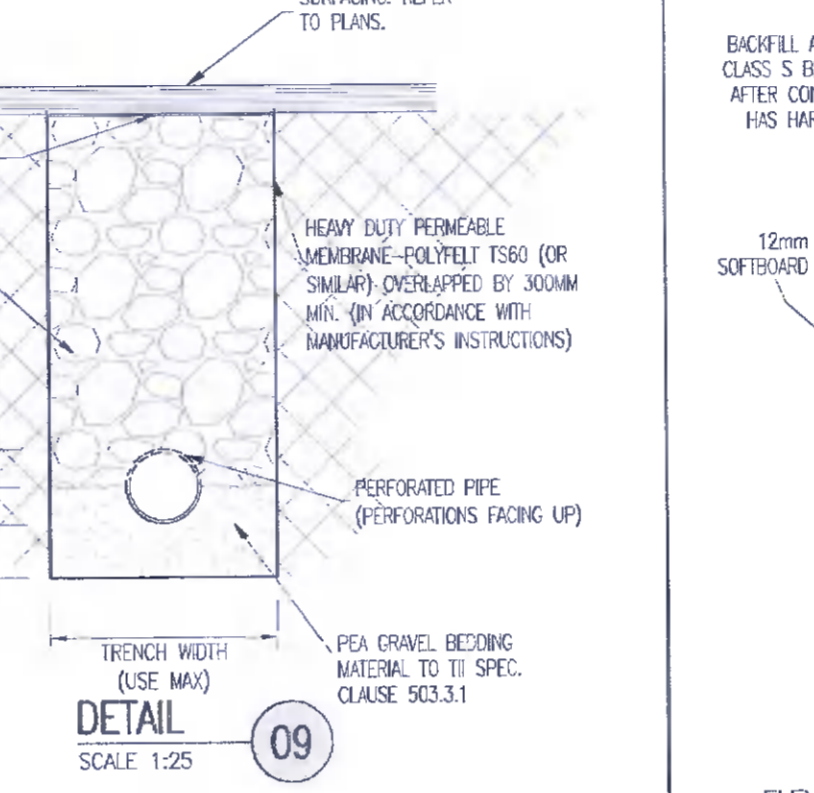 TO PLANS.
HEAVY DUTY PERMEABLE
MEMBRANE-POLYFELT TS60 (OR
SIMILAR) OVERLAPPED BY 300MM
MIN. (IN ACCORDANCE WITH
MANUFACTURER'S INSTRUCTIONS)
PERFORATED PIPE
(PERFORATIONS FACING UP)
PEA GRAVEL BEDDING
MATERIAL TO TII SPEC.
CLAUSE 503.3.1
TRENCH WIDTH
(USE MAX)
DETAIL
09
SCALE 1:25
BACKFILL
CLASS S
AFTER
HAS
12mm
SOFTBOARD